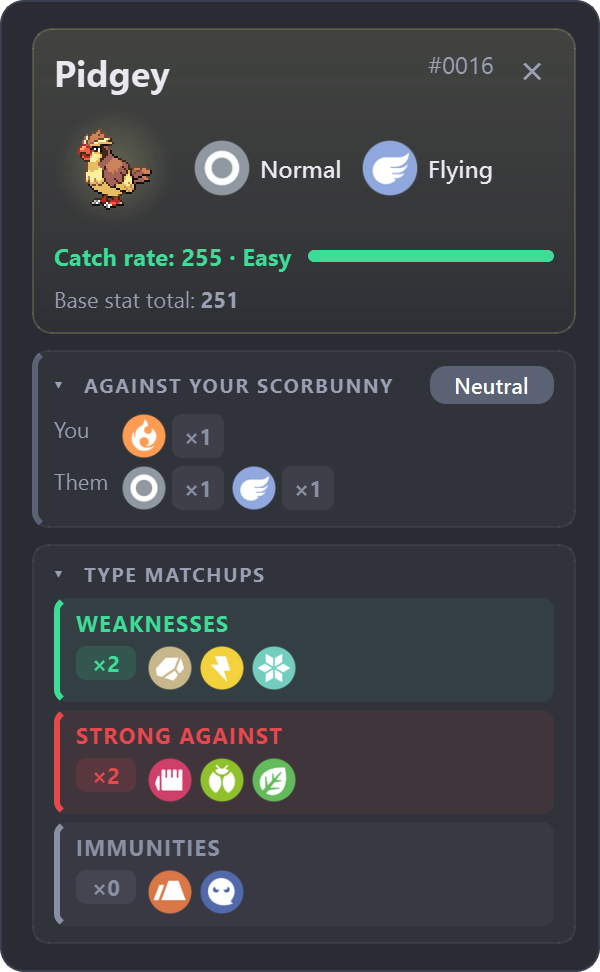 Pidgey #0016 ×
Normal Flying
Catch rate: 255 · Easy
Base stat total: 251
▾ AGAINST YOUR SCORBUNNY Neutral
You ×1
Them ×1 ×1
▾ TYPE MATCHUPS
WEAKNESSES
×2
STRONG AGAINST
×2
IMMUNITIES
×0